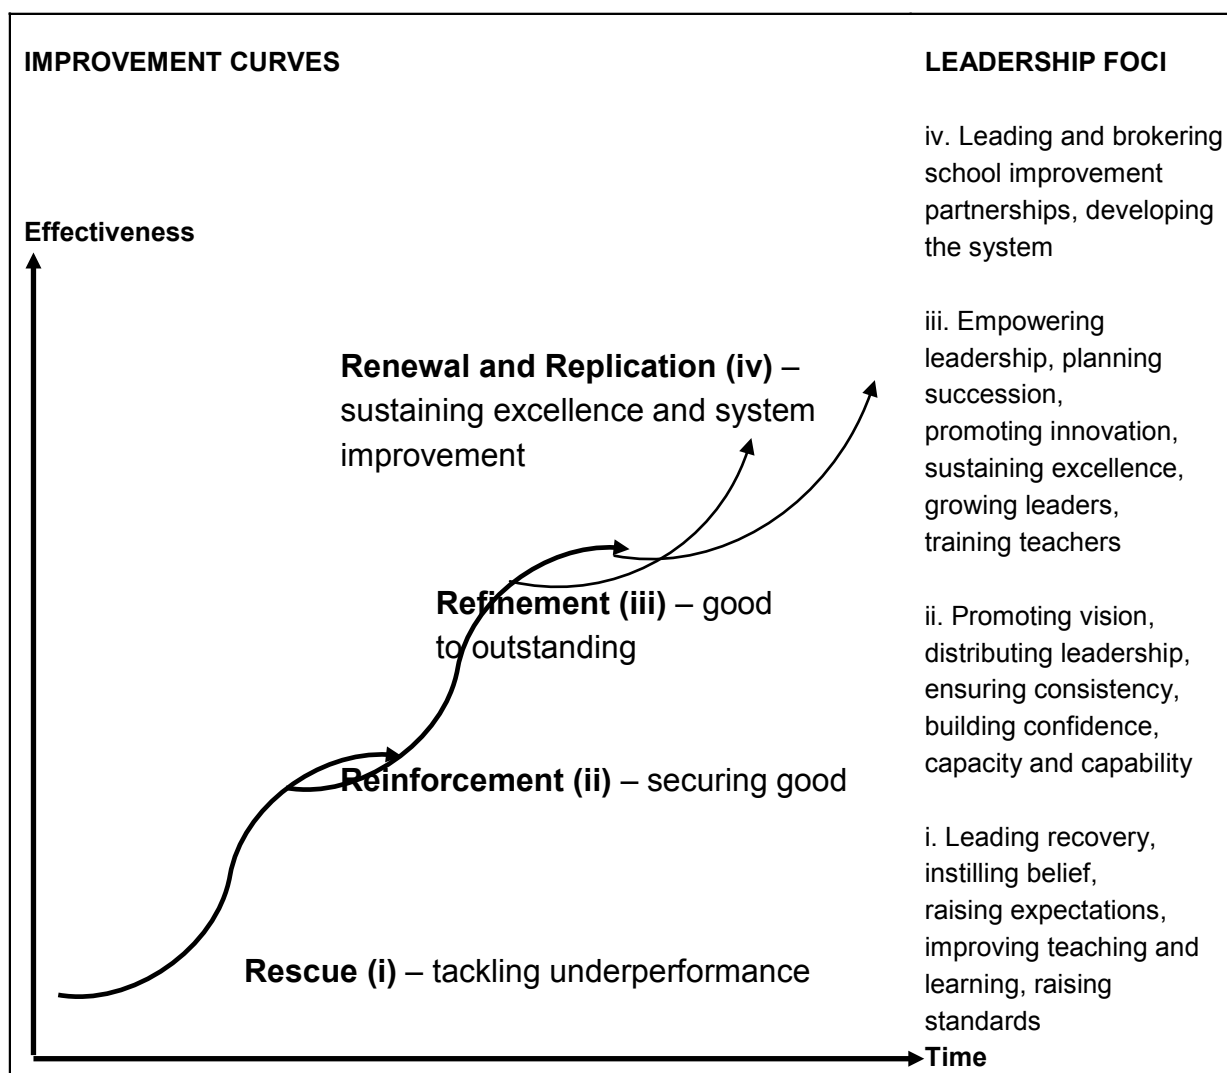 IMPROVEMENT CURVES
LEADERSHIP FOCI
iv. Leading and brokering
school improvement
partnerships, developing
the system
Effectiveness
iii. Empowering
leadership, planning
succession,
promoting innovation,
sustaining excellence,
growing leaders,
training teachers
Renewal and Replication (iv) –
sustaining excellence and system
improvement
Refinement (iii) – good
to outstanding
ii. Promoting vision,
distributing leadership,
ensuring consistency,
building confidence,
capacity and capability
Reinforcement (ii) – securing good
i. Leading recovery,
instilling belief,
raising expectations,
improving teaching and
learning, raising
standards
Rescue (i) – tackling underperformance
Time